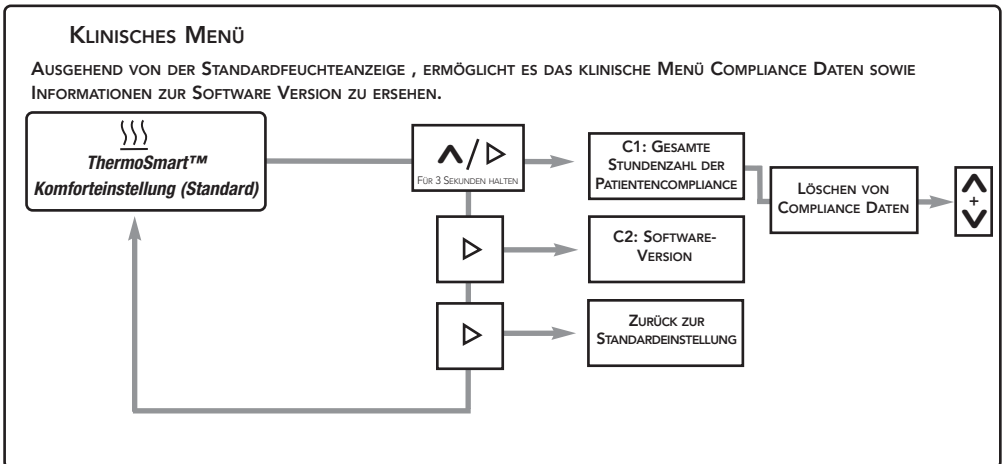 Klinisches Menü
Ausgehend von der Standardfeuchteanzeige , ermöglicht es das klinische Menü Compliance Daten sowie
Informationen zur Software Version zu ersehen.
ThermoSmart™
Komforteinstellung (Standard)
/
Für 3 Sekunden halten
C1: Gesamte
Stundenzahl der
Patientencompliance
Löschen von
Compliance Daten
+
C2: Software-
Version
Zurück zur
Standardeinstellung